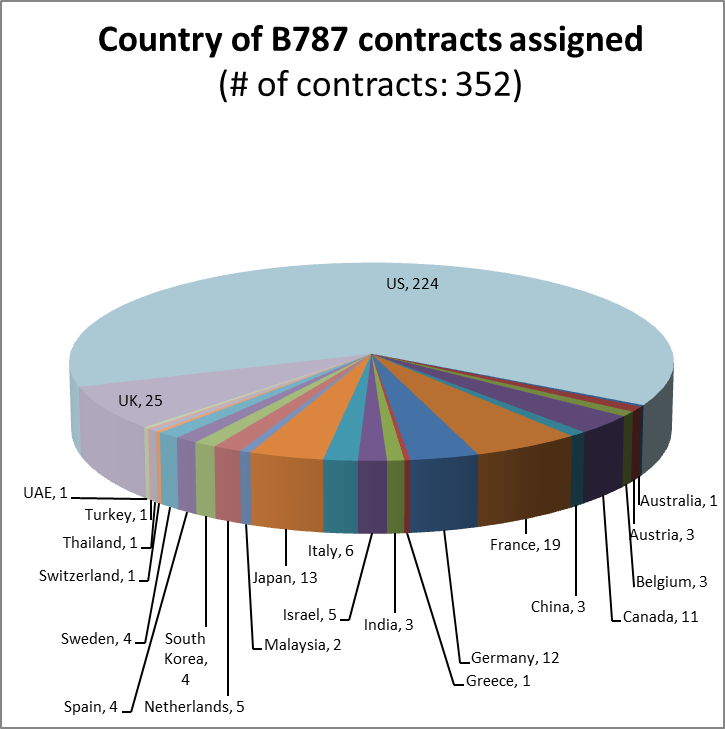 Country of B787 contracts assigned
(# of contracts: 352)
US, 224
UK, 25
UAE, 1
Turkey, 1
Thailand, 1
Switzerland, 1
Sweden, 4
Spain, 4
South
Korea,
4
Netherlands, 5
Malaysia, 2
Japan, 13
Italy, 6
Israel, 5
India, 3
Greece, 1
Germany, 12
France, 19
China, 3
Canada, 11
Belgium, 3
Austria, 3
Australia, 1